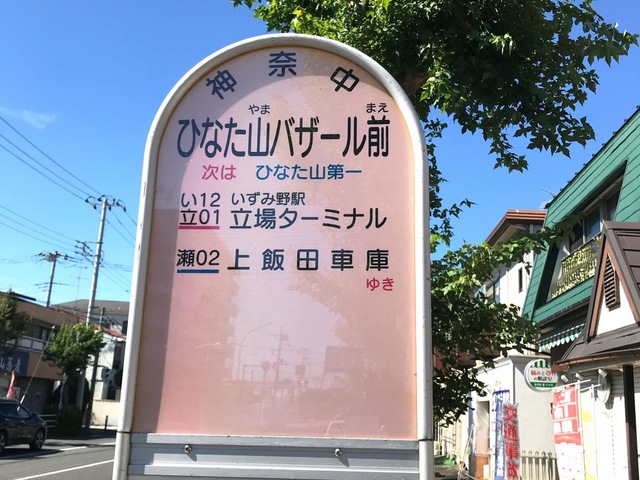 神奈中
やま まえ
ひなた山バザール前
次は ひなた山第一
い12 いずみ野駅
立01 立場ターミナル
瀬02 上飯田車庫
ゆき